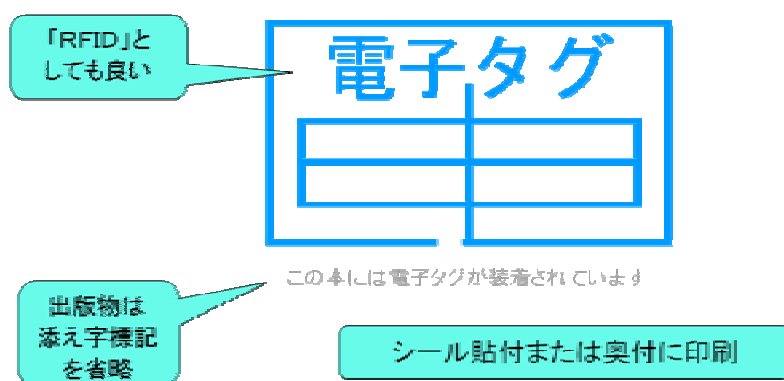 「RFID」と
しても良い
電子タグ
この本には電子タグが装着されています
出版物は
添え字標記
を省略
シール貼付または奥付に印刷